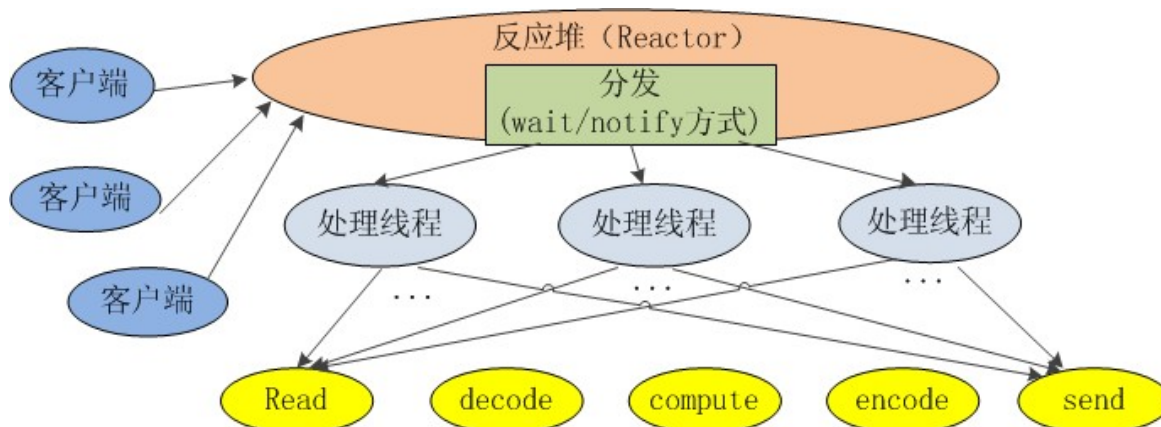 反应堆（Reactor）
分发
(wait/notify方式)
客户端
客户端
客户端
处理线程
处理线程
处理线程
...
...
...
Read
decode
compute
encode
send